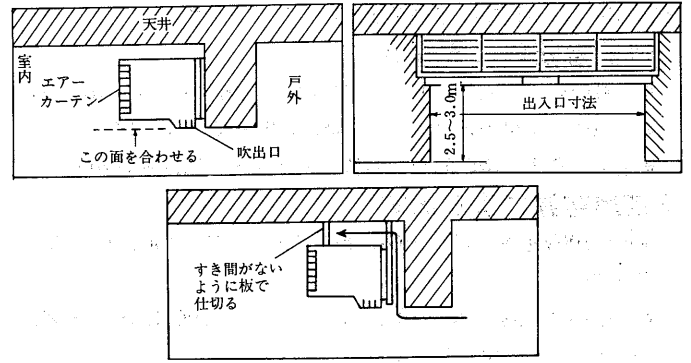 天井
室内
エアー
カーテン
戸外
この面を合わせる
吹出口
出入口寸法
2.5~3.0m
すき間がない
ように板で
仕切る